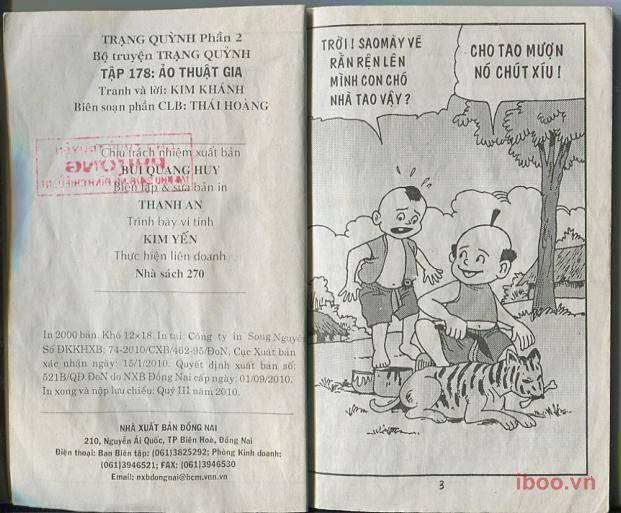 TRẠNG QUỲNH Phần 2
Bộ truyện TRẠNG QUỲNH
TẬP 178: ẢO THUẬT GIA
Tranh và lời: KIM KHÁNH
Biên soạn phần CLB: THÁI HOÀNG
Chịu trách nhiệm xuất bản
BÙI QUANG HUY
Biên tập & sửa bản in
THANH AN
Trình bày vi tính
KIM YẾN
Thực hiện liên doanh
Nhà sách 270
In 2000 bản. Khổ 12×18. In tại: Công ty in Song Nguyên
Số ĐKKHXB: 74-2010/CXB/462-95/ĐoN. Cục Xuất bản
xác nhận ngày: 15/1/2010. Quyết định xuất bản số:
521B/QĐ.ĐoN do NXB Đồng Nai cấp ngày: 01/09/2010.
In xong và nộp lưu chiểu: Quý III năm 2010.
NHÀ XUẤT BẢN ĐỒNG NAI
210, Nguyễn Ái Quốc, TP Biên Hoà, Đồng Nai
Điện thoại: Ban Biên tập: (061)3825292; Phòng Kinh doanh:
(061)3946521; FAX: (061)3946530
Email: nxbdongnai@hcm.vnn.vn
TRỜI! SAO MÀY VẼ
RẰN RỆN LÊN
MÌNH CON CHÓ
NHÀ TAO VẬY?
CHO TAO MƯỢN
NÓ CHÚT XÍU!
3
iboo.vn